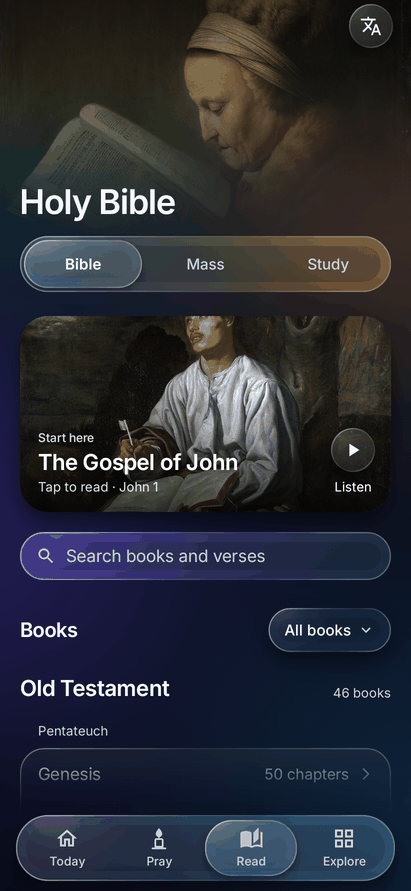 Holy Bible
Bible
Mass
Study
Start here
The Gospel of John
Tap to read · John 1
Listen
Search books and verses
Books
All books
Old Testament
46 books
Pentateuch
Genesis
50 chapters
Today
Pray
Read
Explore